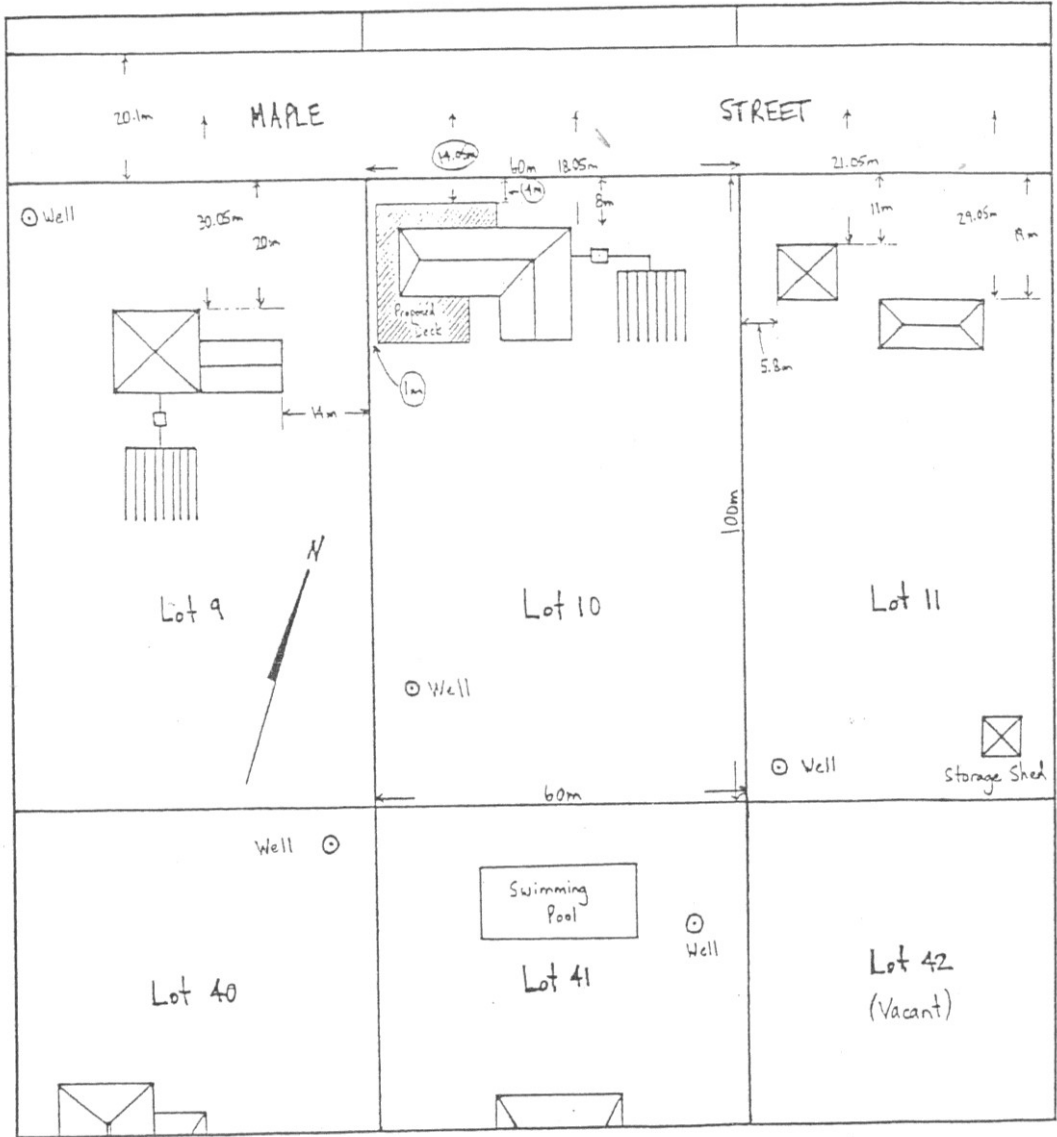 MAPLE STREET
20.1m
14.05m
60m
18.05m
21.05m
4m
8m
Well
30.05m
20m
11m
29.05m
19m
Proposed
Deck
5.8m
1m
14m
100m
N
Lot 9
Lot 10
Lot 11
Well
Well
Storage Shed
60m
Well
Swimming
Pool
Well
Lot 40
Lot 41
Lot 42
(Vacant)